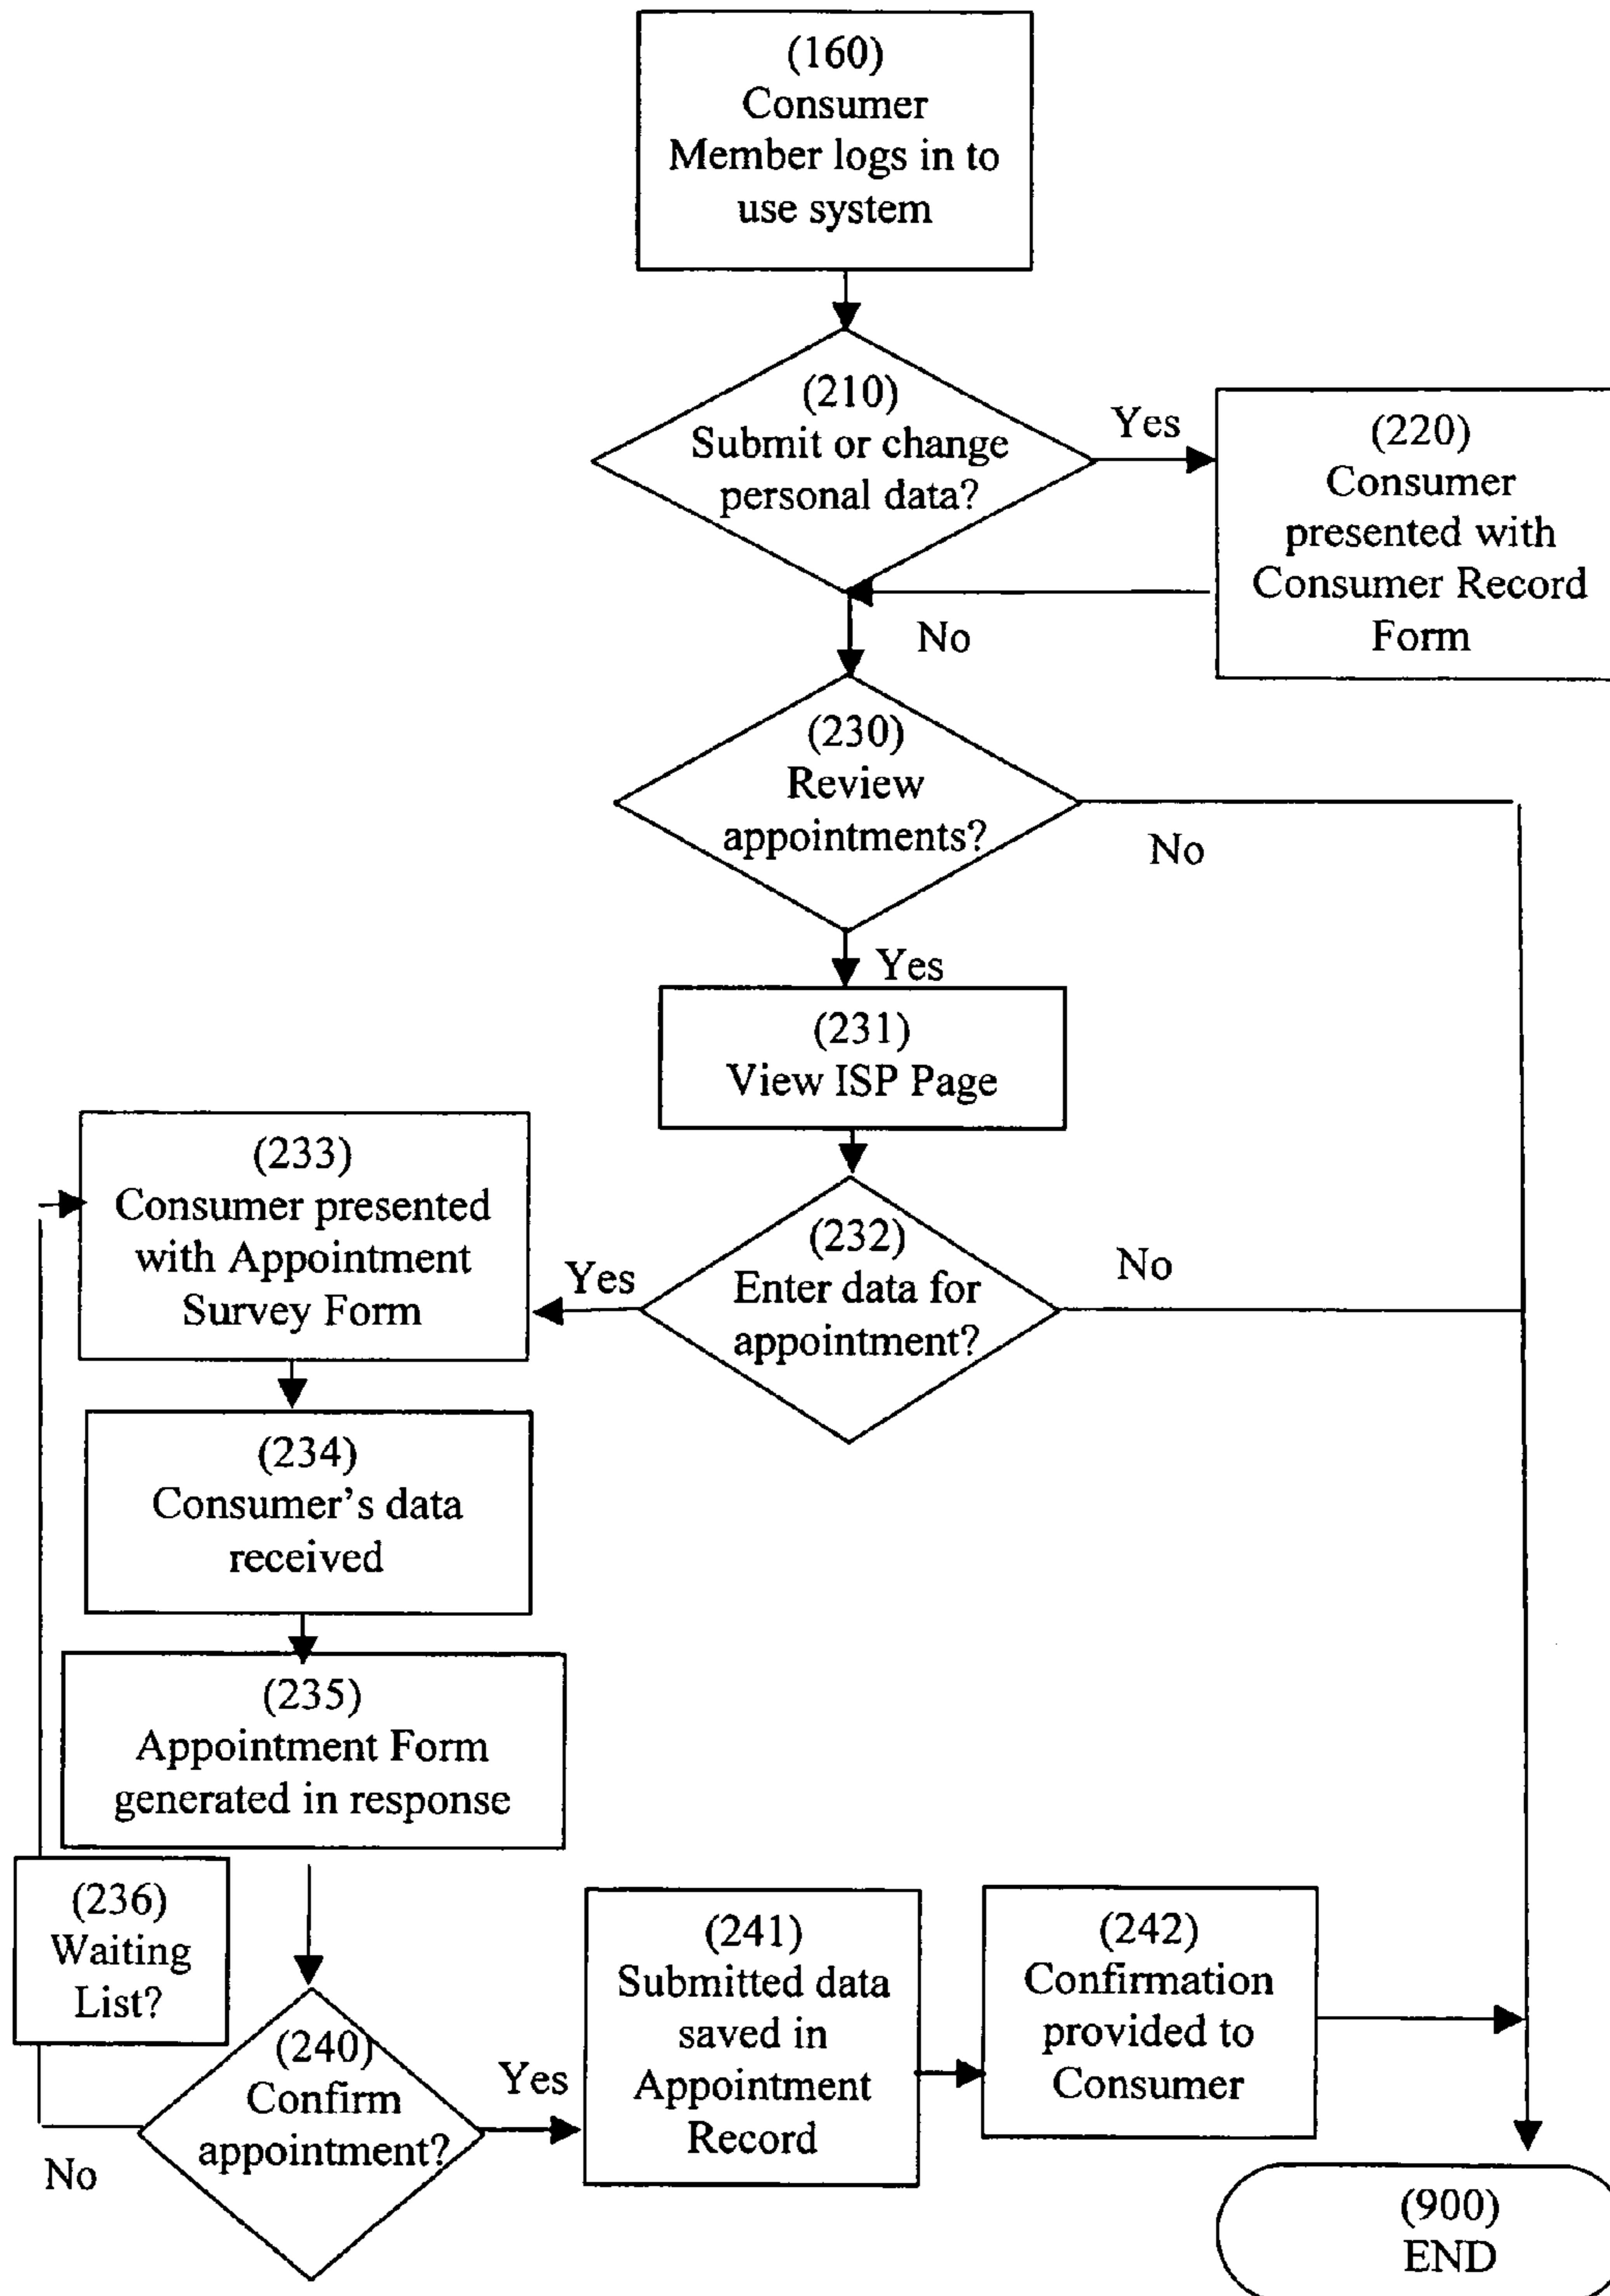 (160)
Consumer
Member logs in to
use system
(210)
Submit or change
personal data?
Yes
(220)
Consumer
presented with
Consumer Record
Form
No
(230)
Review
appointments?
No
Yes
(231)
View ISP Page
(232)
Enter data for
appointment?
No
Yes
(233)
Consumer presented
with Appointment
Survey Form
(234)
Consumer's data
received
(235)
Appointment Form
generated in response
(236)
Waiting
List?
(240)
Confirm
appointment?
No
Yes
(241)
Submitted data
saved in
Appointment
Record
(242)
Confirmation
provided to
Consumer
(900)
END